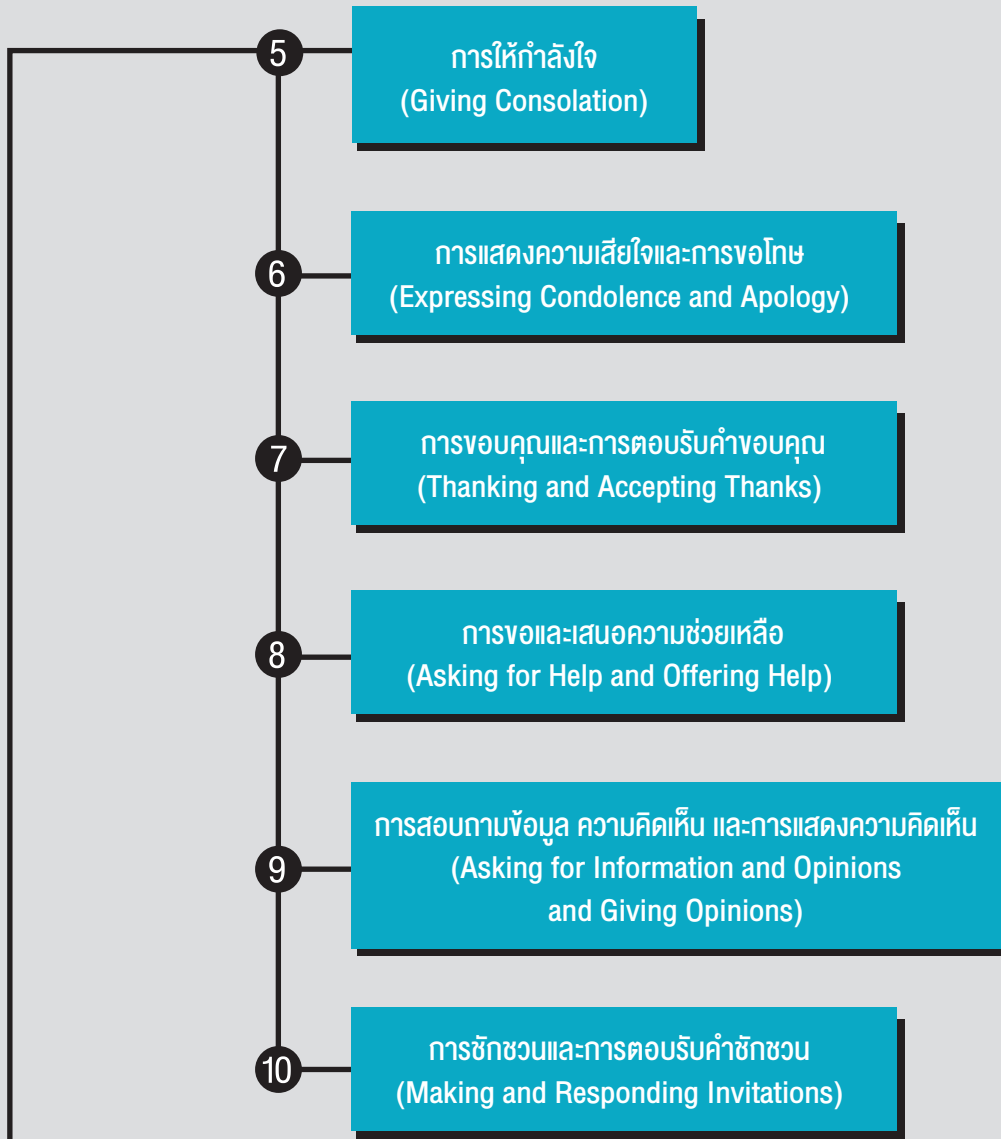 5
การให้กำลังใจ
(Giving Consolation)
6
การแสดงความเสียใจและการขอโทษ
(Expressing Condolence and Apology)
7
การขอบคุณและการตอบรับคำขอบคุณ
(Thanking and Accepting Thanks)
8
การขอและเสนอความช่วยเหลือ
(Asking for Help and Offering Help)
9
การสอบถามข้อมูล ความคิดเห็น และการแสดงความคิดเห็น
(Asking for Information and Opinions
and Giving Opinions)
10
การชักชวนและการตอบรับคำชักชวน
(Making and Responding Invitations)